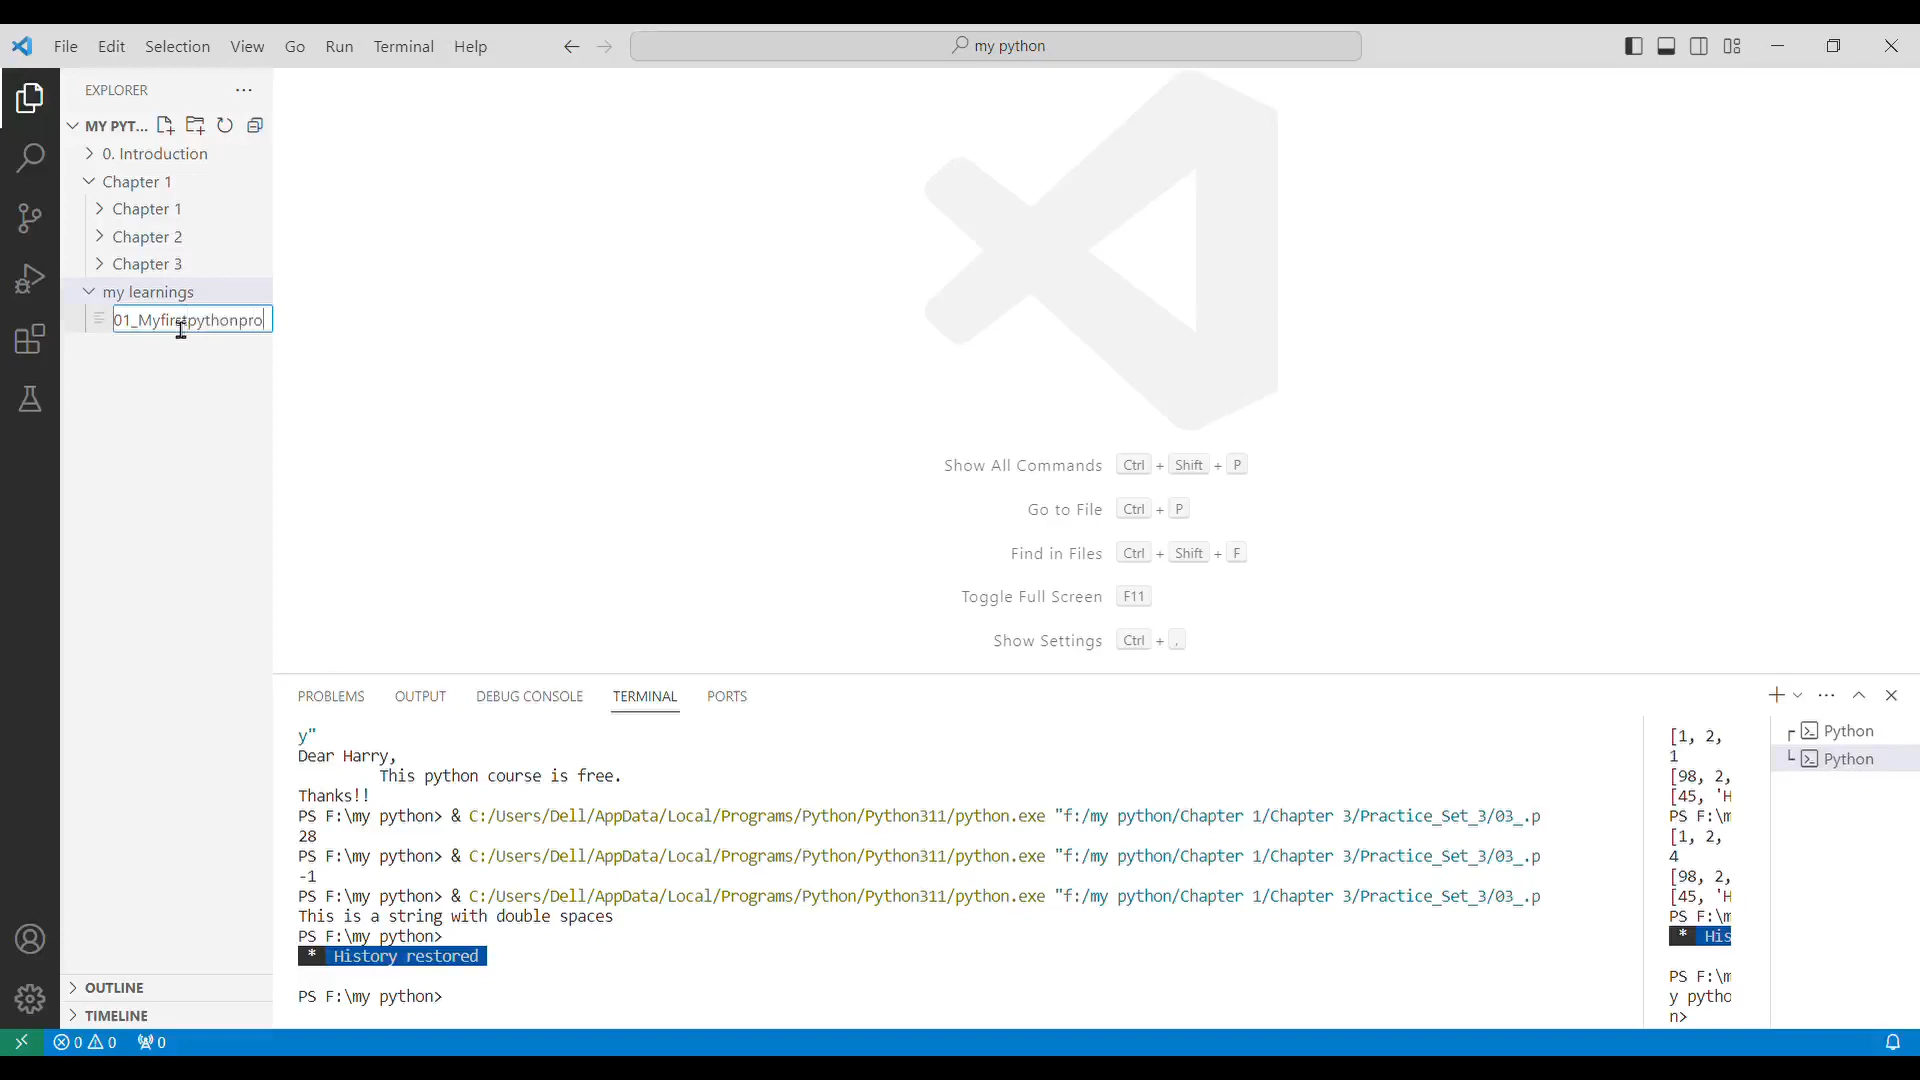 File Edit Selection View Go Run Terminal Help
my python
EXPLORER
MY PYT...
0. Introduction
Chapter 1
Chapter 1
Chapter 2
Chapter 3
my learnings
01_Myfirstpythonpro
Show All Commands Ctrl + Shift + P
Go to File Ctrl + P
Find in Files Ctrl + Shift + F
Toggle Full Screen F11
Show Settings Ctrl + ,
PROBLEMS OUTPUT DEBUG CONSOLE TERMINAL PORTS
y"
Dear Harry,
This python course is free.
Thanks!!
PS F:\my python> & C:/Users/Dell/AppData/Local/Programs/Python/Python311/python.exe "f:/my python/Chapter 1/Chapter 3/Practice_Set_3/03_.p
28
PS F:\my python> & C:/Users/Dell/AppData/Local/Programs/Python/Python311/python.exe "f:/my python/Chapter 1/Chapter 3/Practice_Set_3/03_.p
-1
PS F:\my python> & C:/Users/Dell/AppData/Local/Programs/Python/Python311/python.exe "f:/my python/Chapter 1/Chapter 3/Practice_Set_3/03_.p
This is a string with double spaces
PS F:\my python>
* History restored
PS F:\my python>
[1, 2,
1
[98, 2,
[45, 'H
PS F:\m
[1, 2,
4
[98, 2,
[45, 'H
PS F:\m
* His
PS F:\m
y pytho
n>
Python
Python
OUTLINE
TIMELINE
0 0 0